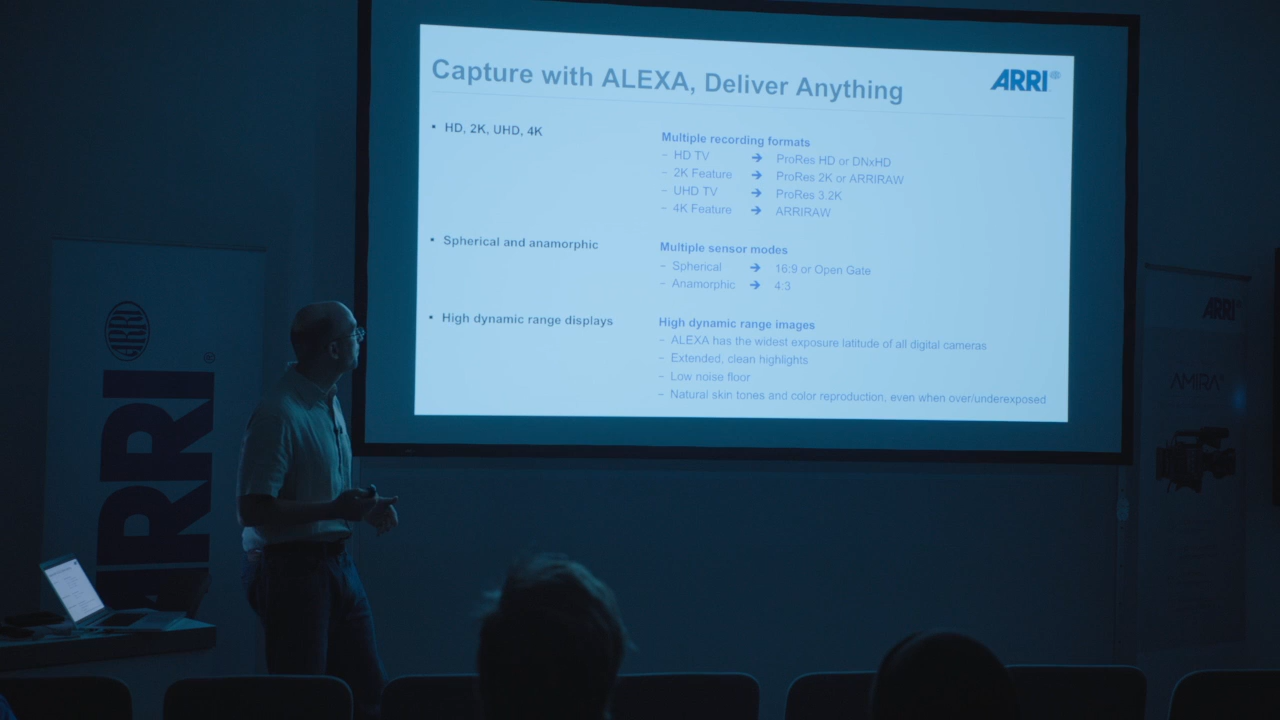 Capture with ALEXA, Deliver Anything
ARRI
• HD, 2K, UHD, 4K
Multiple recording formats
– HD TV → ProRes HD or DNxHD
– 2K Feature → ProRes 2K or ARRIRAW
– UHD TV → ProRes 3.2K
– 4K Feature → ARRIRAW
• Spherical and anamorphic
Multiple sensor modes
– Spherical → 16:9 or Open Gate
– Anamorphic → 4:3
• High dynamic range displays
High dynamic range images
– ALEXA has the widest exposure latitude of all digital cameras
– Extended, clean highlights
– Low noise floor
– Natural skin tones and color reproduction, even when over/underexposed
ARRI
®
ARRI
ARRI
AMIRA